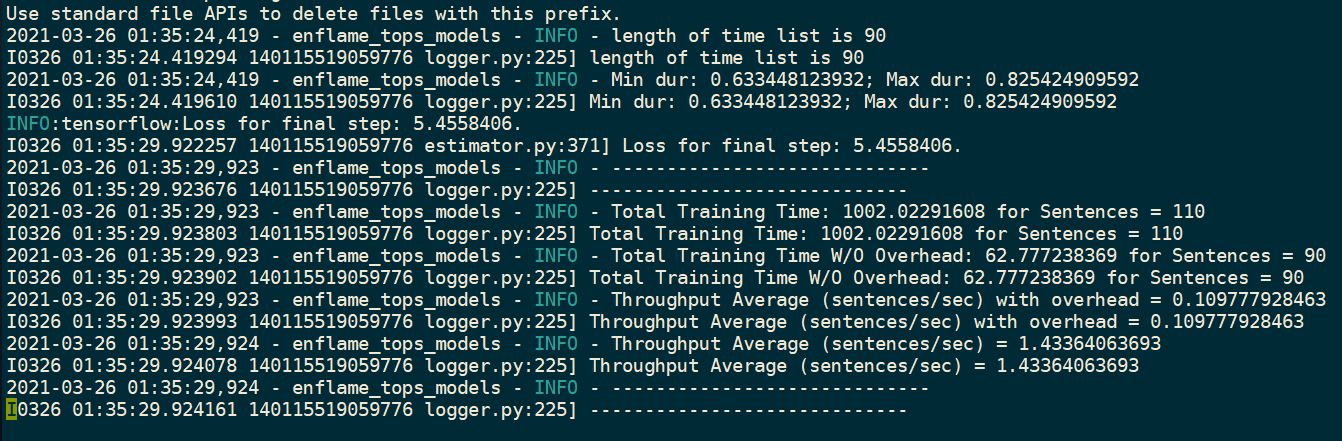 Use standard file APIs to delete files with this prefix.
2021-03-26 01:35:24,419 - enflame_tops_models - INFO - length of time list is 90
I0326 01:35:24.419294 140115519059776 logger.py:225] length of time list is 90
2021-03-26 01:35:24,419 - enflame_tops_models - INFO - Min dur: 0.633448123932; Max dur: 0.825424909592
I0326 01:35:24.419610 140115519059776 logger.py:225] Min dur: 0.633448123932; Max dur: 0.825424909592
INFO:tensorflow:Loss for final step: 5.4558406.
I0326 01:35:29.922257 140115519059776 estimator.py:371] Loss for final step: 5.4558406.
2021-03-26 01:35:29,923 - enflame_tops_models - INFO - -----------------------------
I0326 01:35:29.923676 140115519059776 logger.py:225] -----------------------------
2021-03-26 01:35:29,923 - enflame_tops_models - INFO - Total Training Time: 1002.02291608 for Sentences = 110
I0326 01:35:29.923803 140115519059776 logger.py:225] Total Training Time: 1002.02291608 for Sentences = 110
2021-03-26 01:35:29,923 - enflame_tops_models - INFO - Total Training Time W/O Overhead: 62.777238369 for Sentences = 90
I0326 01:35:29.923902 140115519059776 logger.py:225] Total Training Time W/O Overhead: 62.777238369 for Sentences = 90
2021-03-26 01:35:29,923 - enflame_tops_models - INFO - Throughput Average (sentences/sec) with overhead = 0.109777928463
I0326 01:35:29.923993 140115519059776 logger.py:225] Throughput Average (sentences/sec) with overhead = 0.109777928463
2021-03-26 01:35:29,924 - enflame_tops_models - INFO - Throughput Average (sentences/sec) = 1.43364063693
I0326 01:35:29.924078 140115519059776 logger.py:225] Throughput Average (sentences/sec) = 1.43364063693
2021-03-26 01:35:29,924 - enflame_tops_models - INFO - -----------------------------
I0326 01:35:29.924161 140115519059776 logger.py:225] -----------------------------